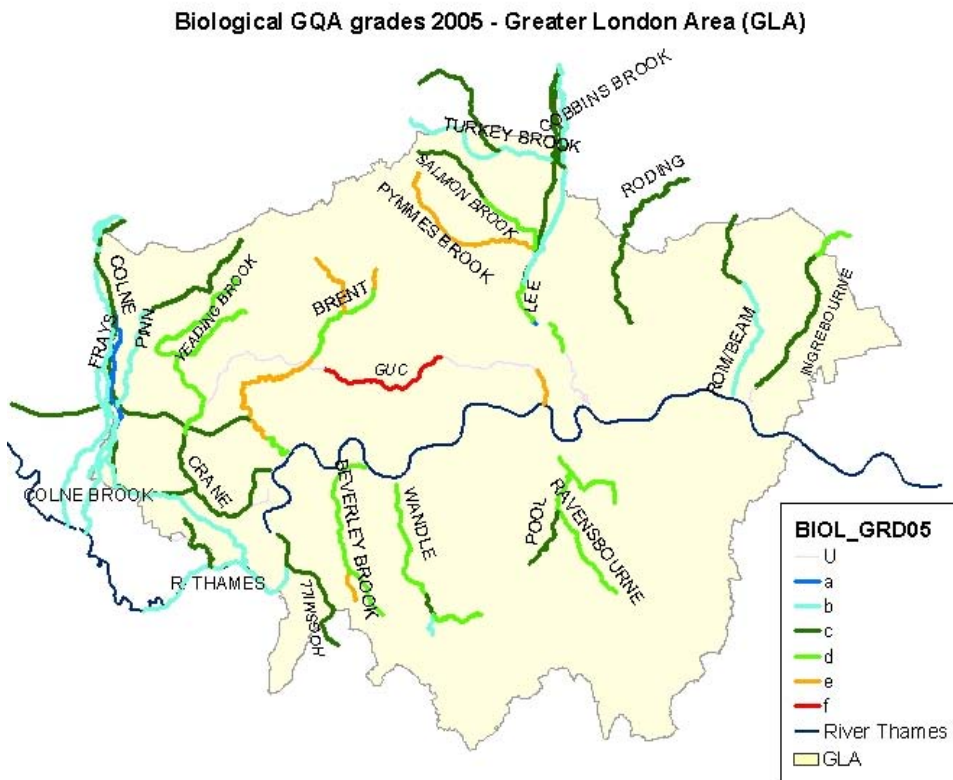 Biological GQA grades 2005 - Greater London Area (GLA)
COBBINS BROOK
TURKEY BROOK
SALMON BROOK
PYMMES BROOK
RODING
COLNE
PINN
FRAYS
YEADING BROOK
BRENT
LEE
ROM/BEAM
INGREBOURNE
GUC
CRANE
COLNE BROOK
BEVERLEY BROOK
WANDLE
POOL
RAVENSBOURNE
R. THAMES
HOGSMILL
BIOL_GRD05
U
a
b
c
d
e
f
River Thames
GLA